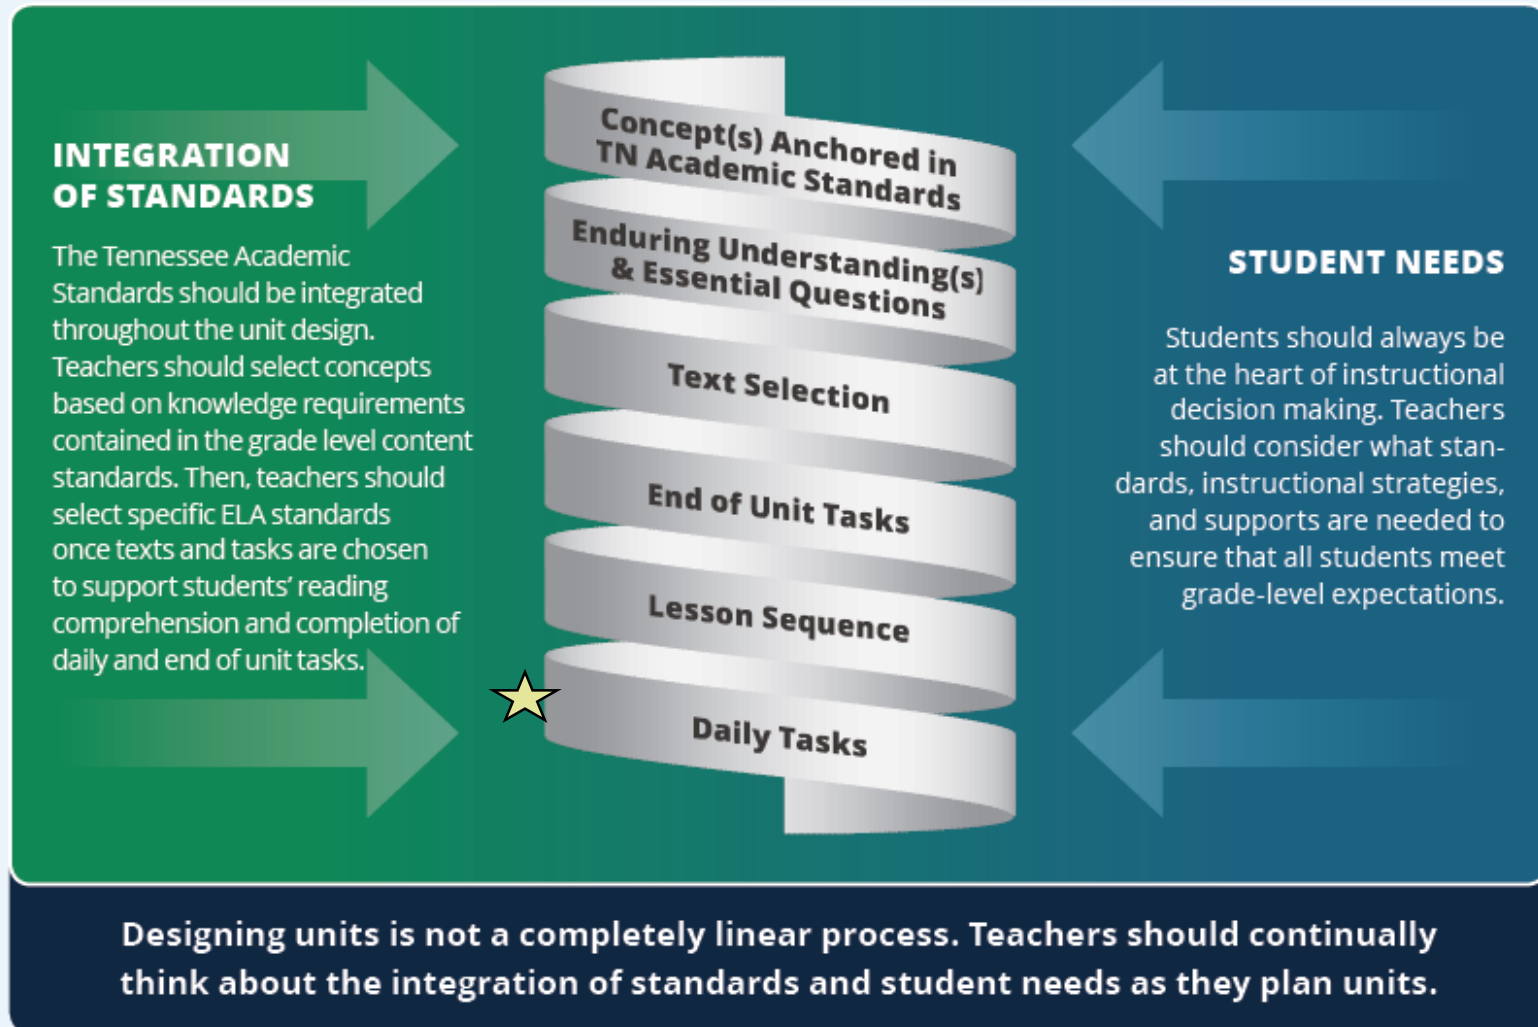 INTEGRATION
OF STANDARDS
The Tennessee Academic
Standards should be integrated
throughout the unit design.
Teachers should select concepts
based on knowledge requirements
contained in the grade level content
standards. Then, teachers should
select specific ELA standards
once texts and tasks are chosen
to support students’ reading
comprehension and completion of
daily and end of unit tasks.
Concept(s) Anchored in
TN Academic Standards
Enduring Understanding(s)
& Essential Questions
Text Selection
End of Unit Tasks
Lesson Sequence
Daily Tasks
STUDENT NEEDS
Students should always be
at the heart of instructional
decision making. Teachers
should consider what stan-
dards, instructional strategies,
and supports are needed to
ensure that all students meet
grade-level expectations.
Designing units is not a completely linear process. Teachers should continually
think about the integration of standards and student needs as they plan units.